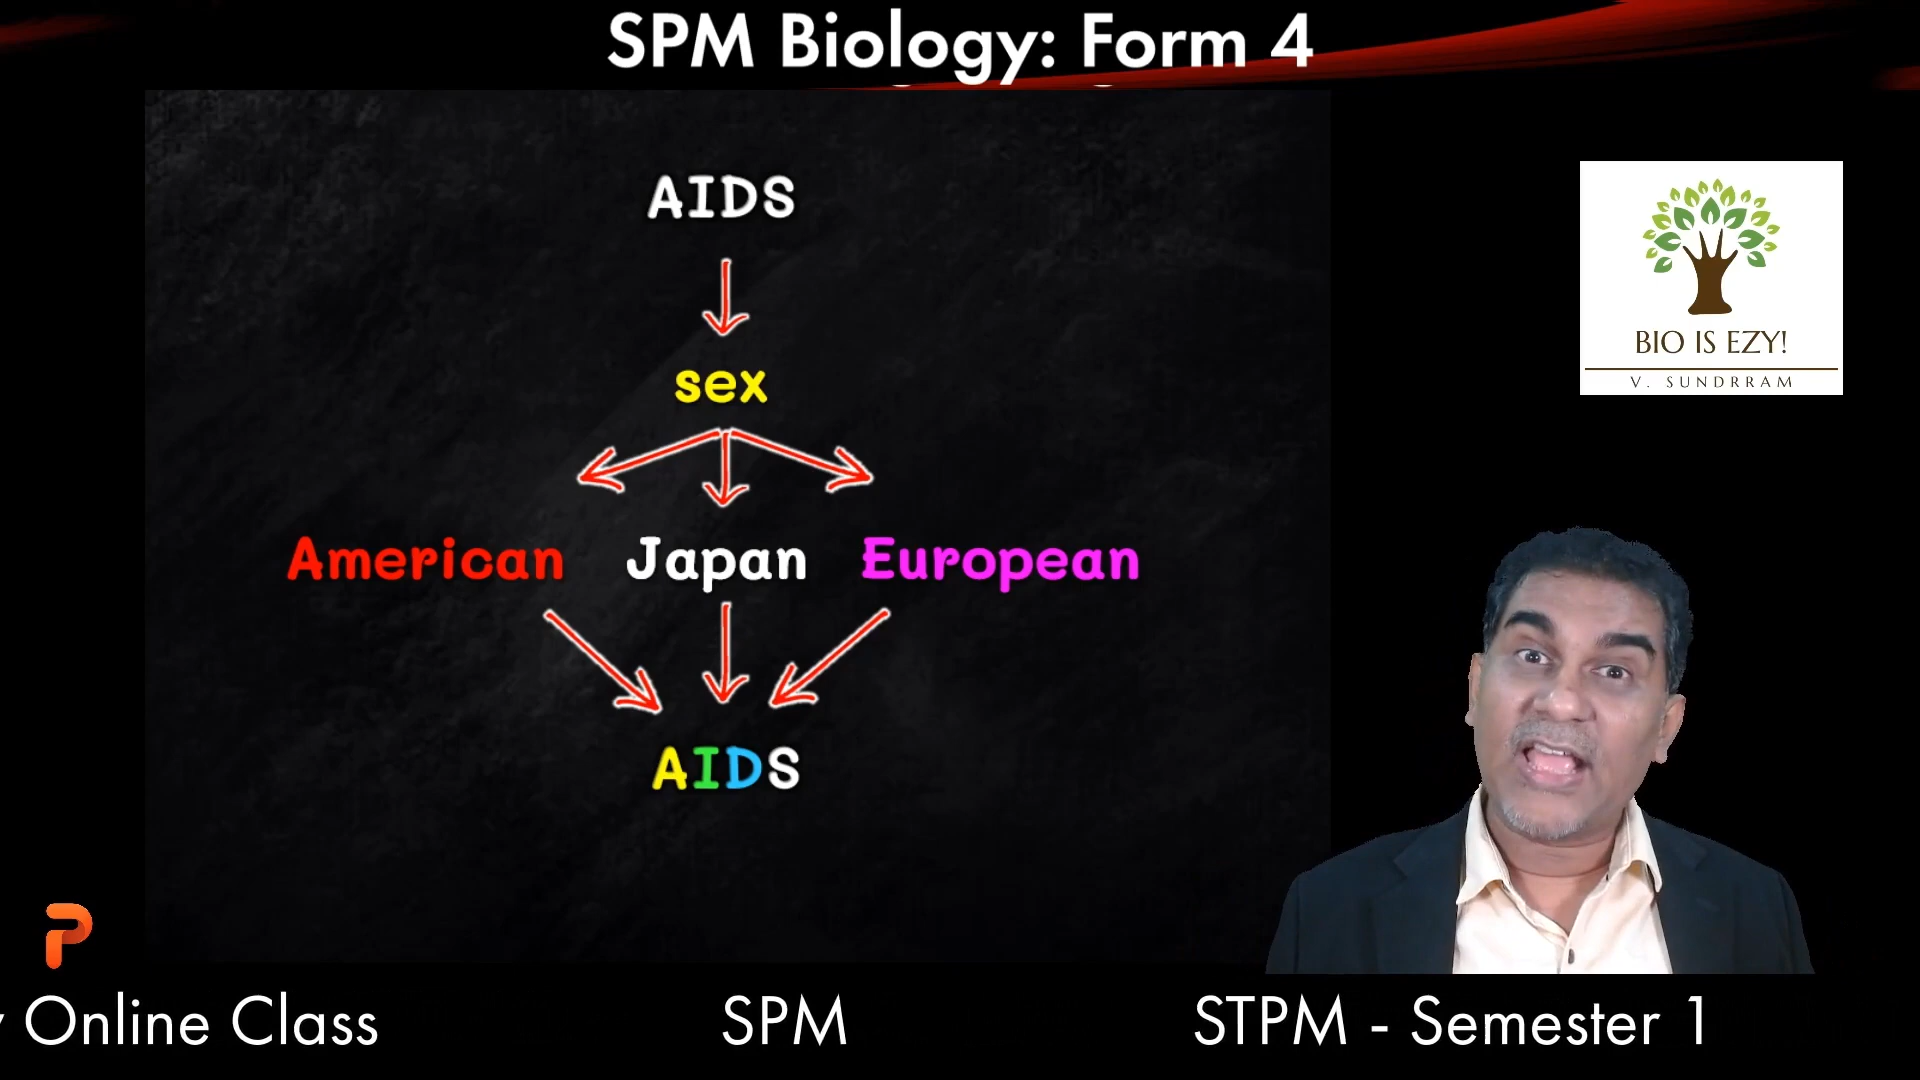 SPM Biology: Form 4
AIDS
sex
American Japan European
AIDS
BIO IS EZY!
V. SUNDRRAM
Online Class SPM STPM - Semester 1